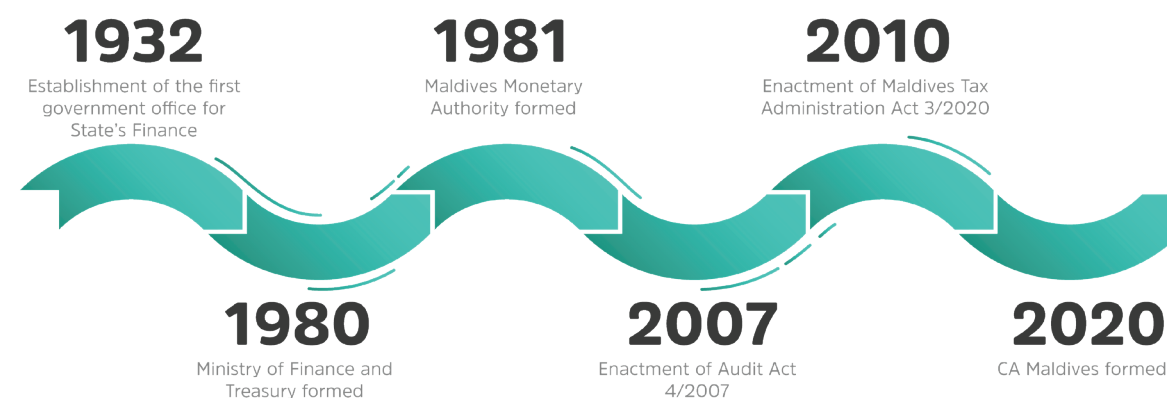 1932
Establishment of the first
government office for
State's Finance
1980
Ministry of Finance and
Treasury formed
1981
Maldives Monetary
Authority formed
2007
Enactment of Audit Act
4/2007
2010
Enactment of Maldives Tax
Administration Act 3/2020
2020
CA Maldives formed